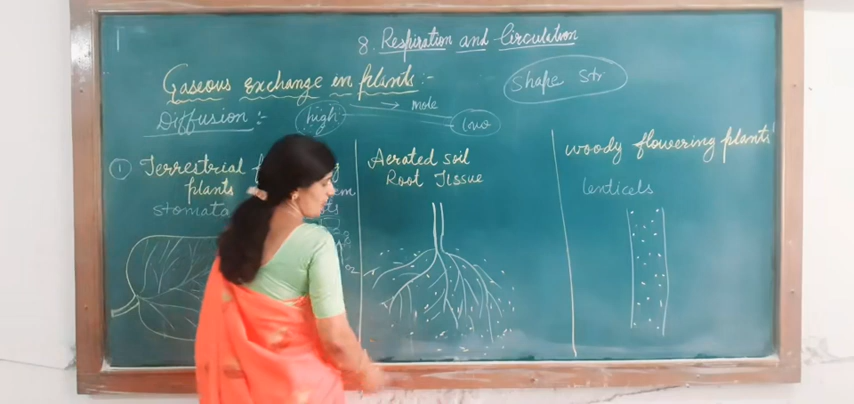 8. Respiration and Circulation
Gaseous exchange in plants:-
Shape Str
Diffusion:-
high → mole
low
① Terrestrial
plants
stomata
Aerated soil
Root Tissue
woody flowering plants
lenticels